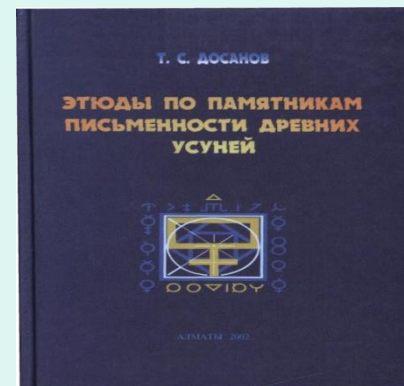 Т. С. ДОСАНОВ
ЭТЮДЫ ПО ПАМЯТНИКАМ
ПИСЬМЕННОСТИ ДРЕВНИХ
УСУНЕЙ
АЛМАТЫ 2002